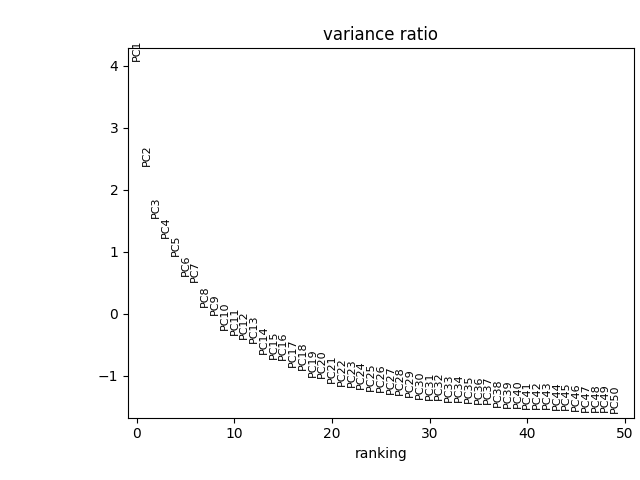 variance ratio
4
3
2
1
0
−1
PC1
PC2
PC3
PC4
PC5
PC6
PC7
PC8
PC9
PC10
PC11
PC12
PC13
PC14
PC15
PC16
PC17
PC18
PC19
PC20
PC21
PC22
PC23
PC24
PC25
PC26
PC27
PC28
PC29
PC30
PC31
PC32
PC33
PC34
PC35
PC36
PC37
PC38
PC39
PC40
PC41
PC42
PC43
PC44
PC45
PC46
PC47
PC48
PC49
PC50
0
10
20
30
40
50
ranking